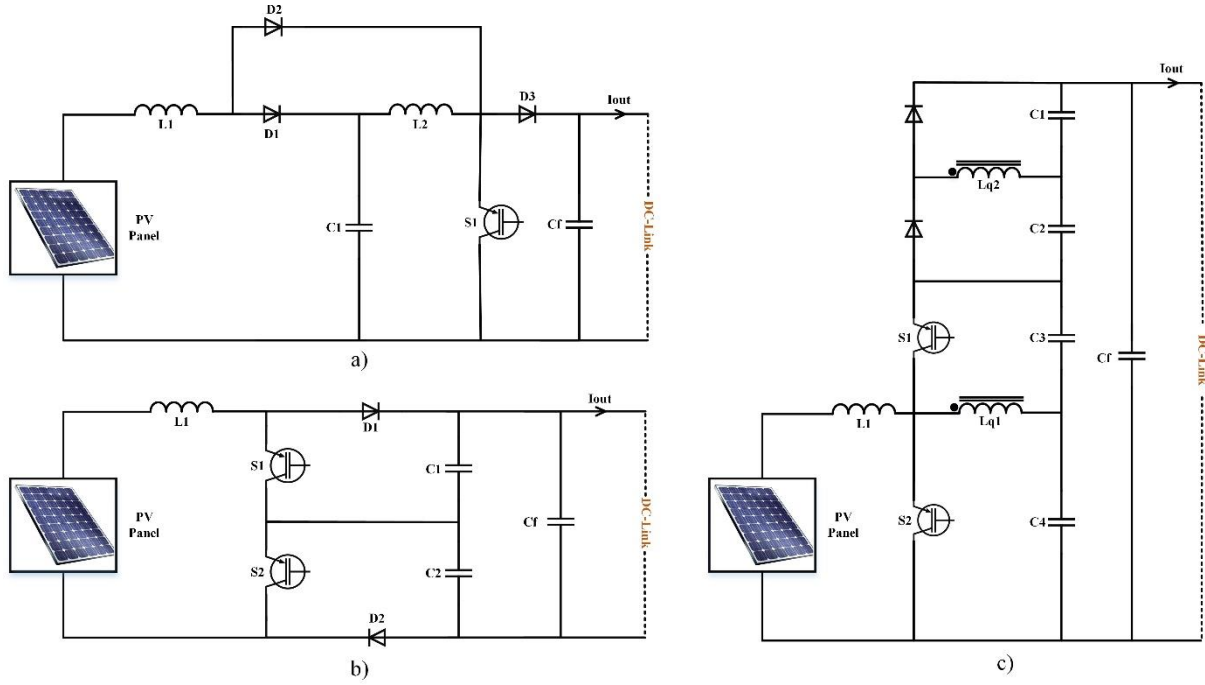 D2
L1
D1
L2
D3
Iout
PV
Panel
C1
S1
Cf
DC-Link
a)
L1
D1
Iout
S1
C1
PV
Panel
Cf
DC-Link
S2
C2
D2
b)
Iout
C1
Lq2
C2
S1
C3
Cf
DC-Link
L1
Lq1
PV
Panel
S2
C4
c)